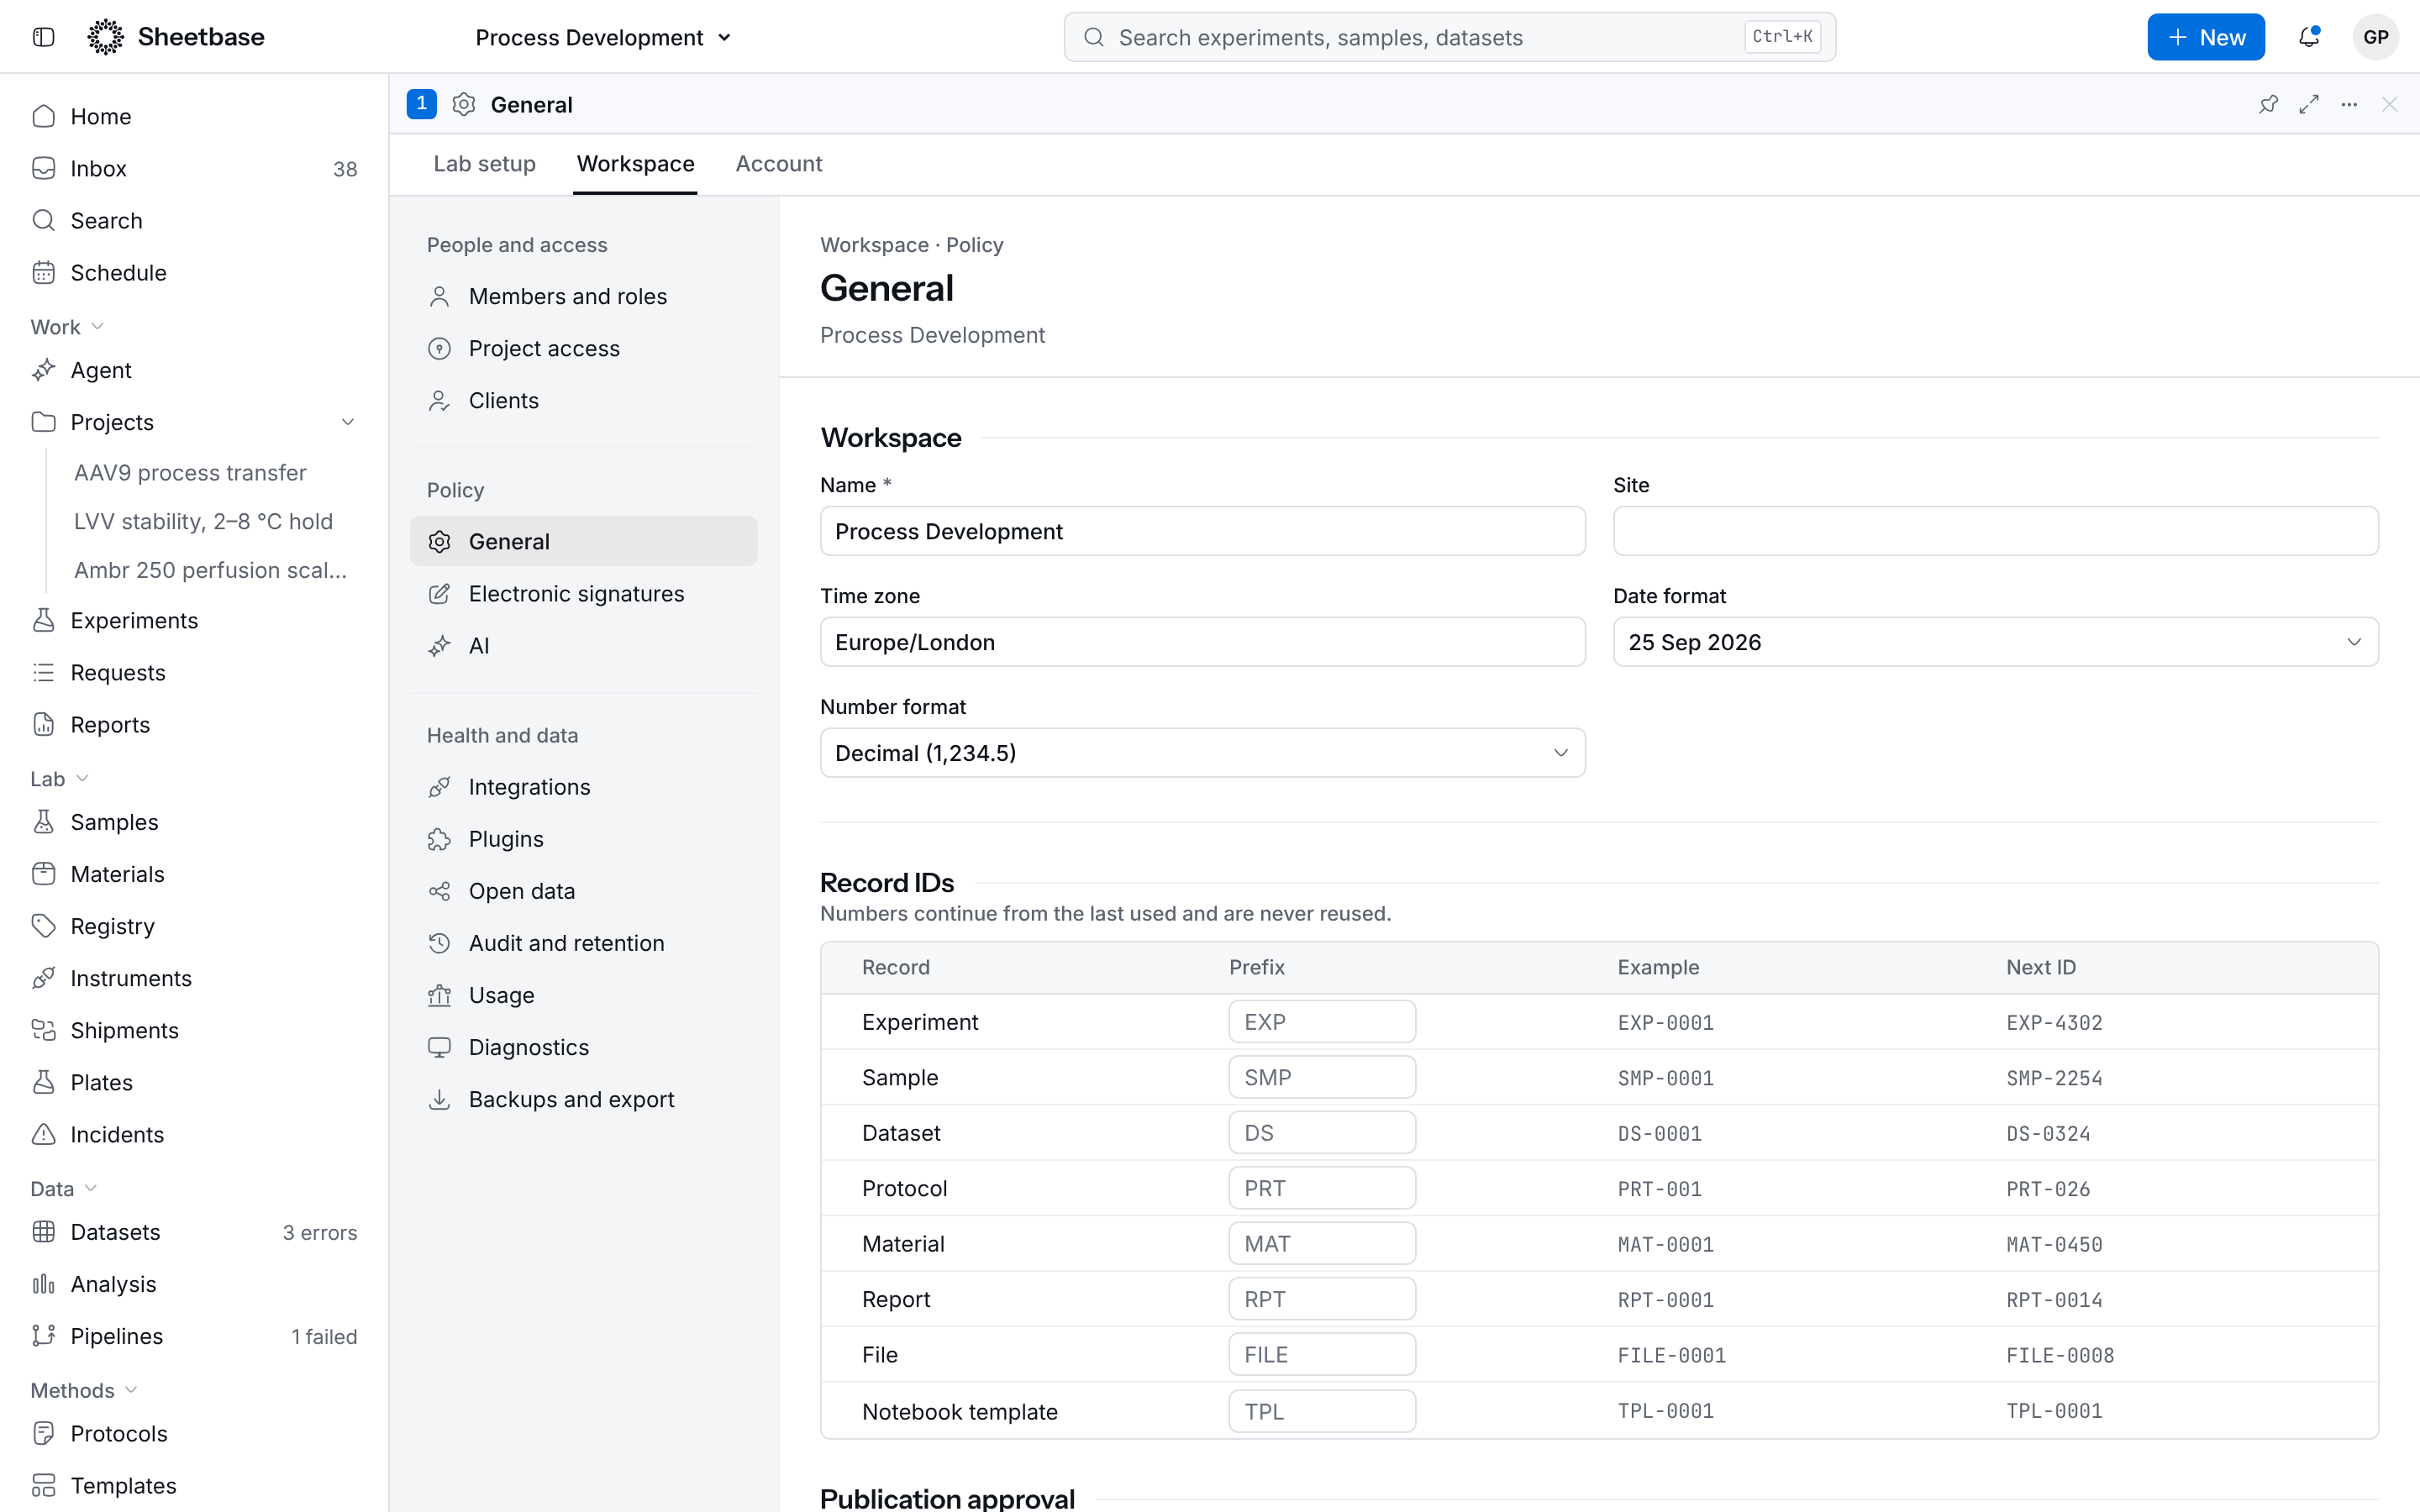 Sheetbase
Process Development
Search experiments, samples, datasets
Ctrl+K
+ New
GP
Home
Inbox 38
Search
Schedule
Work
Agent
Projects
AAV9 process transfer
LVV stability, 2–8 °C hold
Ambr 250 perfusion scal...
Experiments
Requests
Reports
Lab
Samples
Materials
Registry
Instruments
Shipments
Plates
Incidents
Data
Datasets 3 errors
Analysis
Pipelines 1 failed
Methods
Protocols
Templates
1 General
Lab setup Workspace Account
People and access
Members and roles
Project access
Clients
Policy
General
Electronic signatures
AI
Health and data
Integrations
Plugins
Open data
Audit and retention
Usage
Diagnostics
Backups and export
Workspace · Policy
General
Process Development
Workspace
Name * Site
Process Development
Time zone Date format
Europe/London 25 Sep 2026
Number format
Decimal (1,234.5)
Record IDs
Numbers continue from the last used and are never reused.
Record Prefix Example Next ID
Experiment EXP EXP-0001 EXP-4302
Sample SMP SMP-0001 SMP-2254
Dataset DS DS-0001 DS-0324
Protocol PRT PRT-001 PRT-026
Material MAT MAT-0001 MAT-0450
Report RPT RPT-0001 RPT-0014
File FILE FILE-0001 FILE-0008
Notebook template TPL TPL-0001 TPL-0001
Publication approval